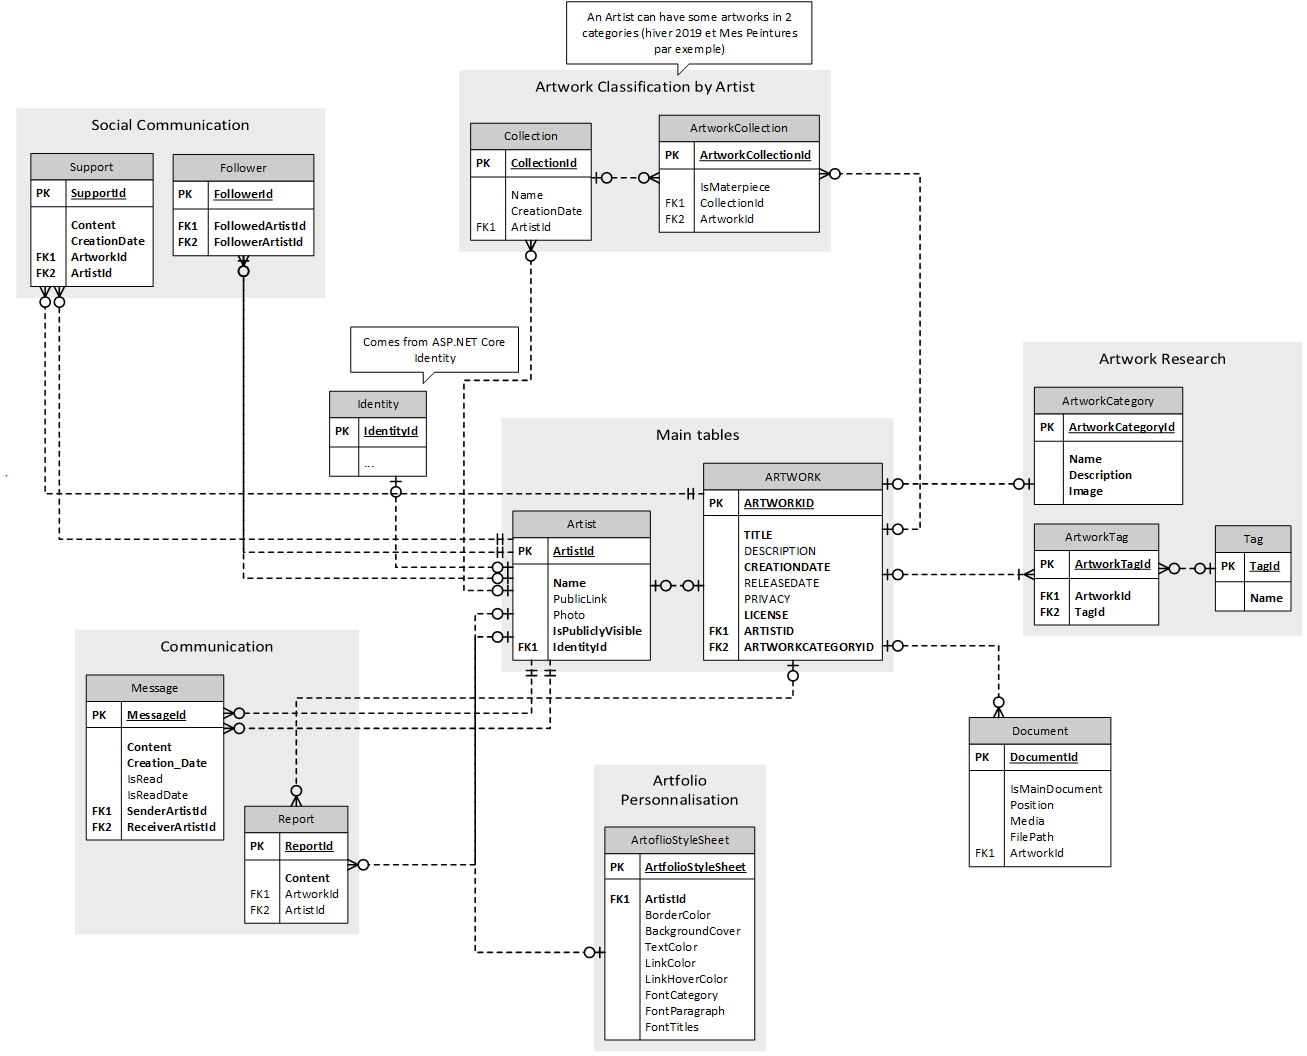 An Artist can have some artworks in 2
categories (hiver 2019 et Mes Peintures
par exemple)
Artwork Classification by Artist
Collection
PK CollectionId
Name
CreationDate
FK1 ArtistId
ArtworkCollection
PK ArtworkCollectionId
IsMaterpiece
FK1 CollectionId
FK2 ArtworkId
Social Communication
Support
PK SupportId
Content
CreationDate
FK1 ArtworkId
FK2 ArtistId
Follower
PK FollowerId
FK1 FollowedArtistId
FK2 FollowerArtistId
Comes from ASP.NET Core
Identity
Identity
PK IdentityId
...
Main tables
Artist
PK ArtistId
Name
PublicLink
Photo
IsPubliclyVisible
FK1 IdentityId
ARTWORK
PK ARTWORKID
TITLE
DESCRIPTION
CREATIONDATE
RELEASEDATE
PRIVACY
LICENSE
FK1 ARTISTID
FK2 ARTWORKCATEGORYID
Artwork Research
ArtworkCategory
PK ArtworkCategoryId
Name
Description
Image
ArtworkTag
PK ArtworkTagId
FK1 ArtworkId
FK2 TagId
Tag
PK TagId
Name
Communication
Message
PK MessageId
Content
Creation_Date
IsRead
IsReadDate
FK1 SenderArtistId
FK2 ReceiverArtistId
Report
PK ReportId
Content
FK1 ArtworkId
FK2 ArtistId
Artfolio
Personnalisation
ArtoflioStyleSheet
PK ArtfolioStyleSheet
FK1 ArtistId
BorderColor
BackgroundCover
TextColor
LinkColor
LinkHoverColor
FontCategory
FontParagraph
FontTitles
Document
PK DocumentId
IsMainDocument
Position
Media
FilePath
FK1 ArtworkId